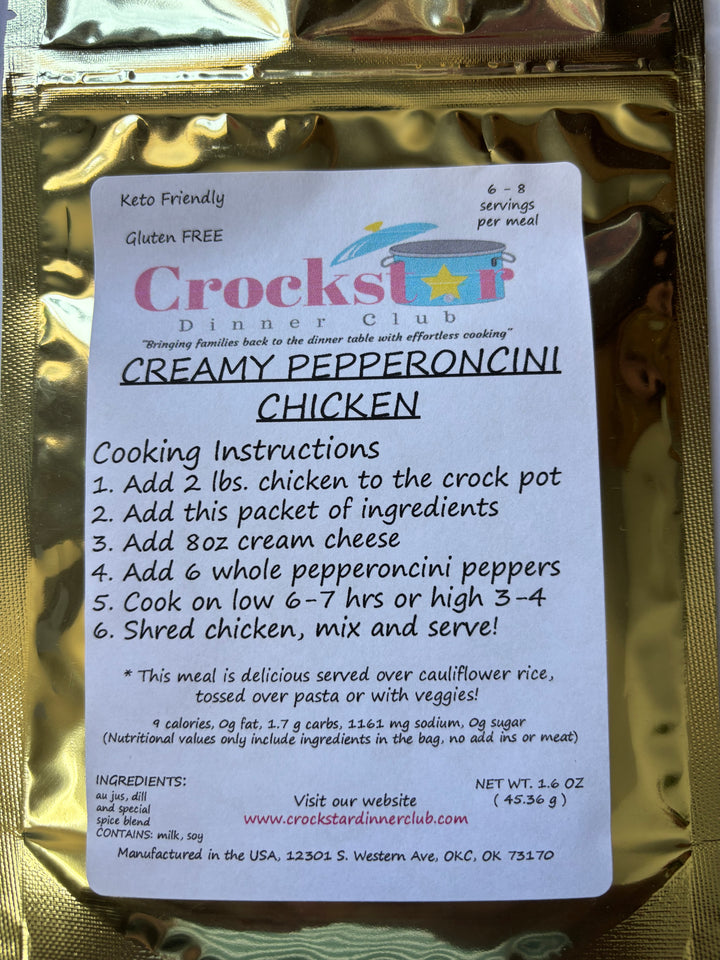 Keto Friendly
6 - 8
servings
per meal
Gluten FREE
Crockstar
Dinner Club
"Bringing families back to the dinner table with effortless cooking"
CREAMY PEPPERONCINI
CHICKEN
Cooking Instructions
1. Add 2 lbs. chicken to the crock pot
2. Add this packet of ingredients
3. Add 8oz cream cheese
4. Add 6 whole pepperoncini peppers
5. Cook on low 6-7 hrs or high 3-4
6. Shred chicken, mix and serve!
* This meal is delicious served over cauliflower rice,
tossed over pasta or with veggies!
9 calories, 0g fat, 1.7 g carbs, 1161 mg sodium, 0g sugar
(Nutritional values only include ingredients in the bag, no add ins or meat)
INGREDIENTS:
au jus, dill
and special
spice blend
CONTAINS: milk, soy
Visit our website
www.crockstardinnerclub.com
NET WT. 1.6 OZ
( 45.36 g )
Manufactured in the USA, 12301 S. Western Ave, OKC, OK 73170